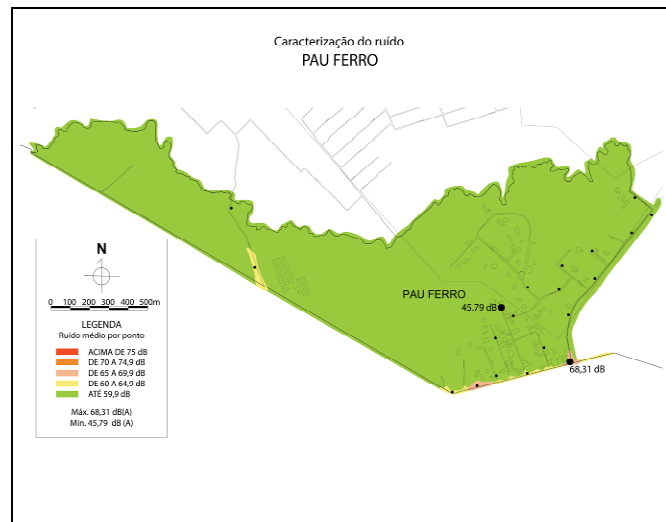 Caracterização do ruído
PAU FERRO
N
0 100 200 300 400 500m
LEGENDA
Ruído médio por ponto
ACIMA DE 75 dB
DE 70 A 74,9 dB
DE 65 A 69,9 dB
DE 60 A 64,9 dB
ATÉ 59,9 dB
Máx. 68,31 dB(A)
Min. 45,79 dB (A)
PAU FERRO
45.79 dB
68,31 dB